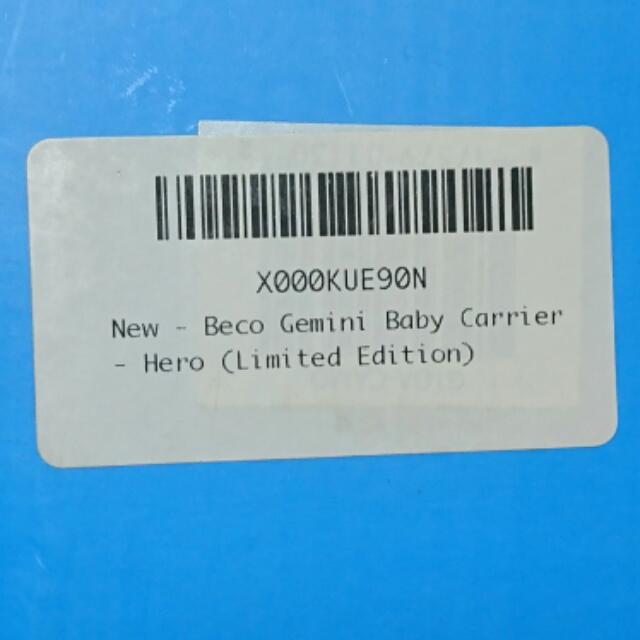 X000KUE90N
New - Beco Gemini Baby Carrier
- Hero (Limited Edition)